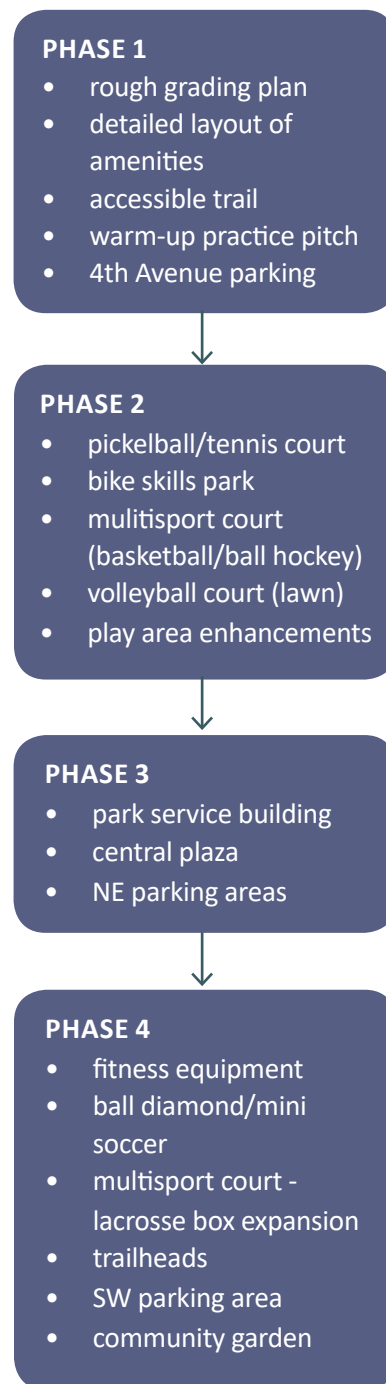 PHASE 1
• rough grading plan
• detailed layout of
amenities
• accessible trail
• warm-up practice pitch
• 4th Avenue parking
PHASE 2
• pickelball/tennis court
• bike skills park
• mulitisport court
(basketball/ball hockey)
• volleyball court (lawn)
• play area enhancements
PHASE 3
• park service building
• central plaza
• NE parking areas
PHASE 4
• fitness equipment
• ball diamond/mini
soccer
• multisport court -
lacrosse box expansion
• trailheads
• SW parking area
• community garden